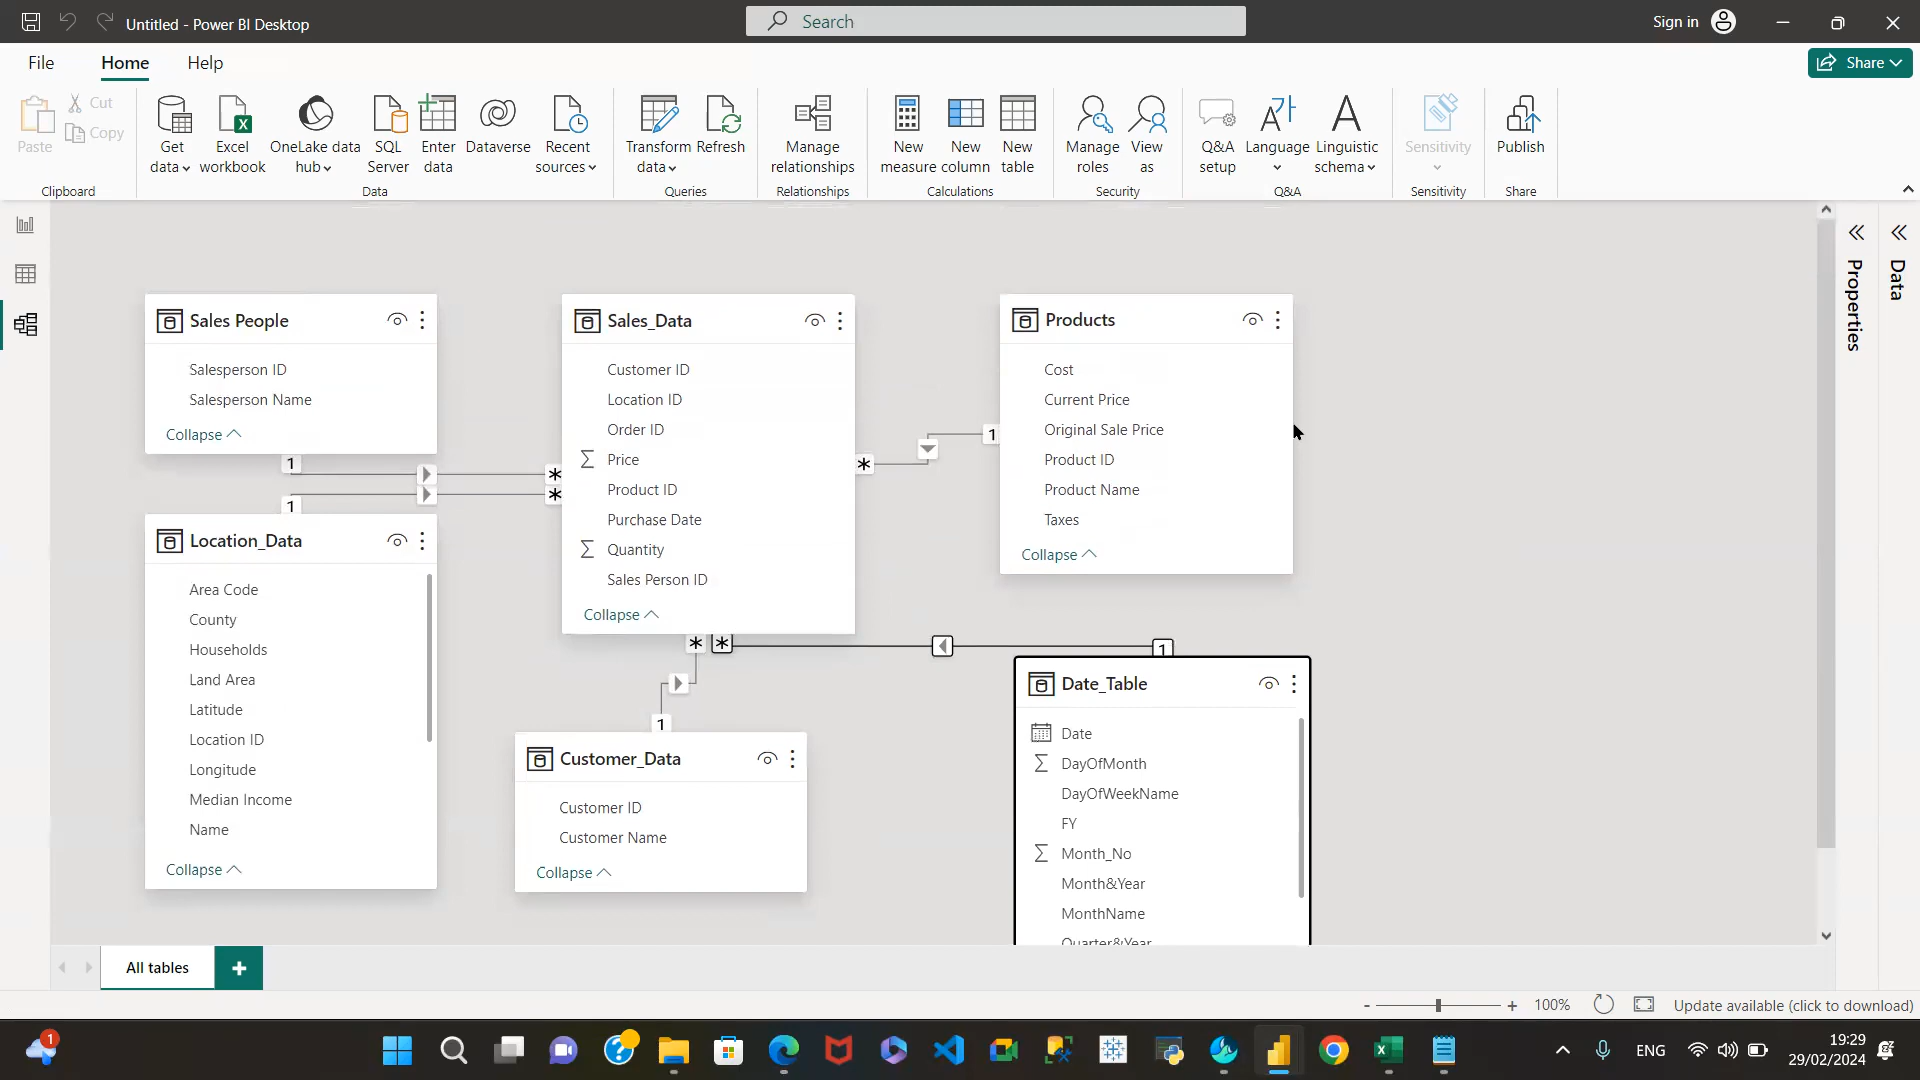 Untitled - Power BI Desktop
Search
Sign in
File
Home
Help
Share
Paste
Cut
Copy
Clipboard
Get data
Excel workbook
OneLake data hub
SQL Server
Enter data
Dataverse
Recent sources
Data
Transform data
Refresh
Queries
Manage relationships
Relationships
New measure
New column
New table
Calculations
Manage roles
View as
Security
Q&A setup
Language
Linguistic schema
Q&A
Sensitivity
Sensitivity
Publish
Share
Sales People
Salesperson ID
Salesperson Name
Collapse
1
*
1
*
Location_Data
Area Code
County
Households
Land Area
Latitude
Location ID
Longitude
Median Income
Name
Collapse
Sales_Data
Customer ID
Location ID
Order ID
Σ Price
Product ID
Purchase Date
Σ Quantity
Sales Person ID
Collapse
*
1
Products
Cost
Current Price
Original Sale Price
Product ID
Product Name
Taxes
Collapse
* *
1
1
Customer_Data
Customer ID
Customer Name
Collapse
Date_Table
Date
Σ DayOfMonth
DayOfWeekName
FY
Σ Month_No
Month&Year
MonthName
Quarter&Year
Properties
Data
All tables
+
- + 100%
Update available (click to download)
1
ENG
19:29
29/02/2024